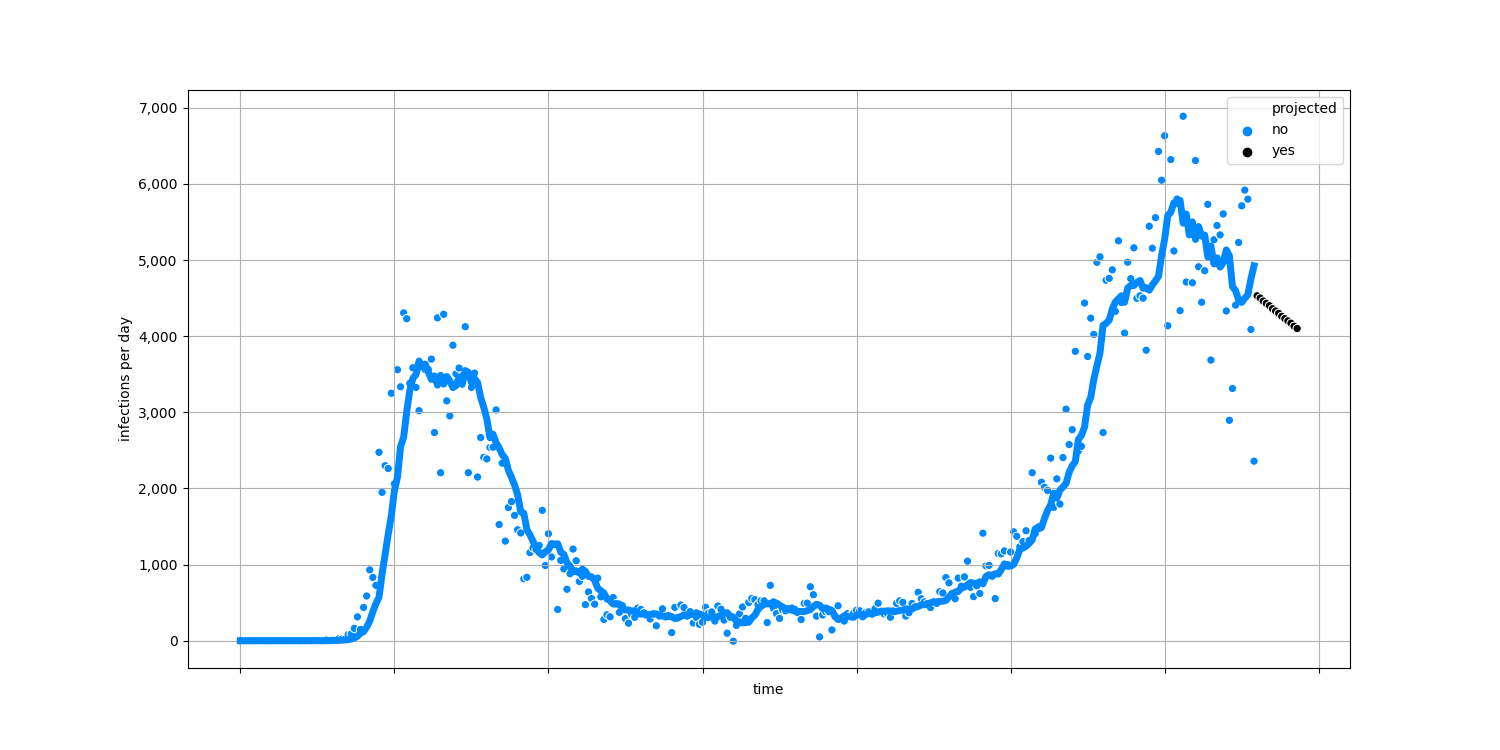 7,000
6,000
5,000
4,000
3,000
2,000
1,000
0
infections per day
time
projected
no
yes